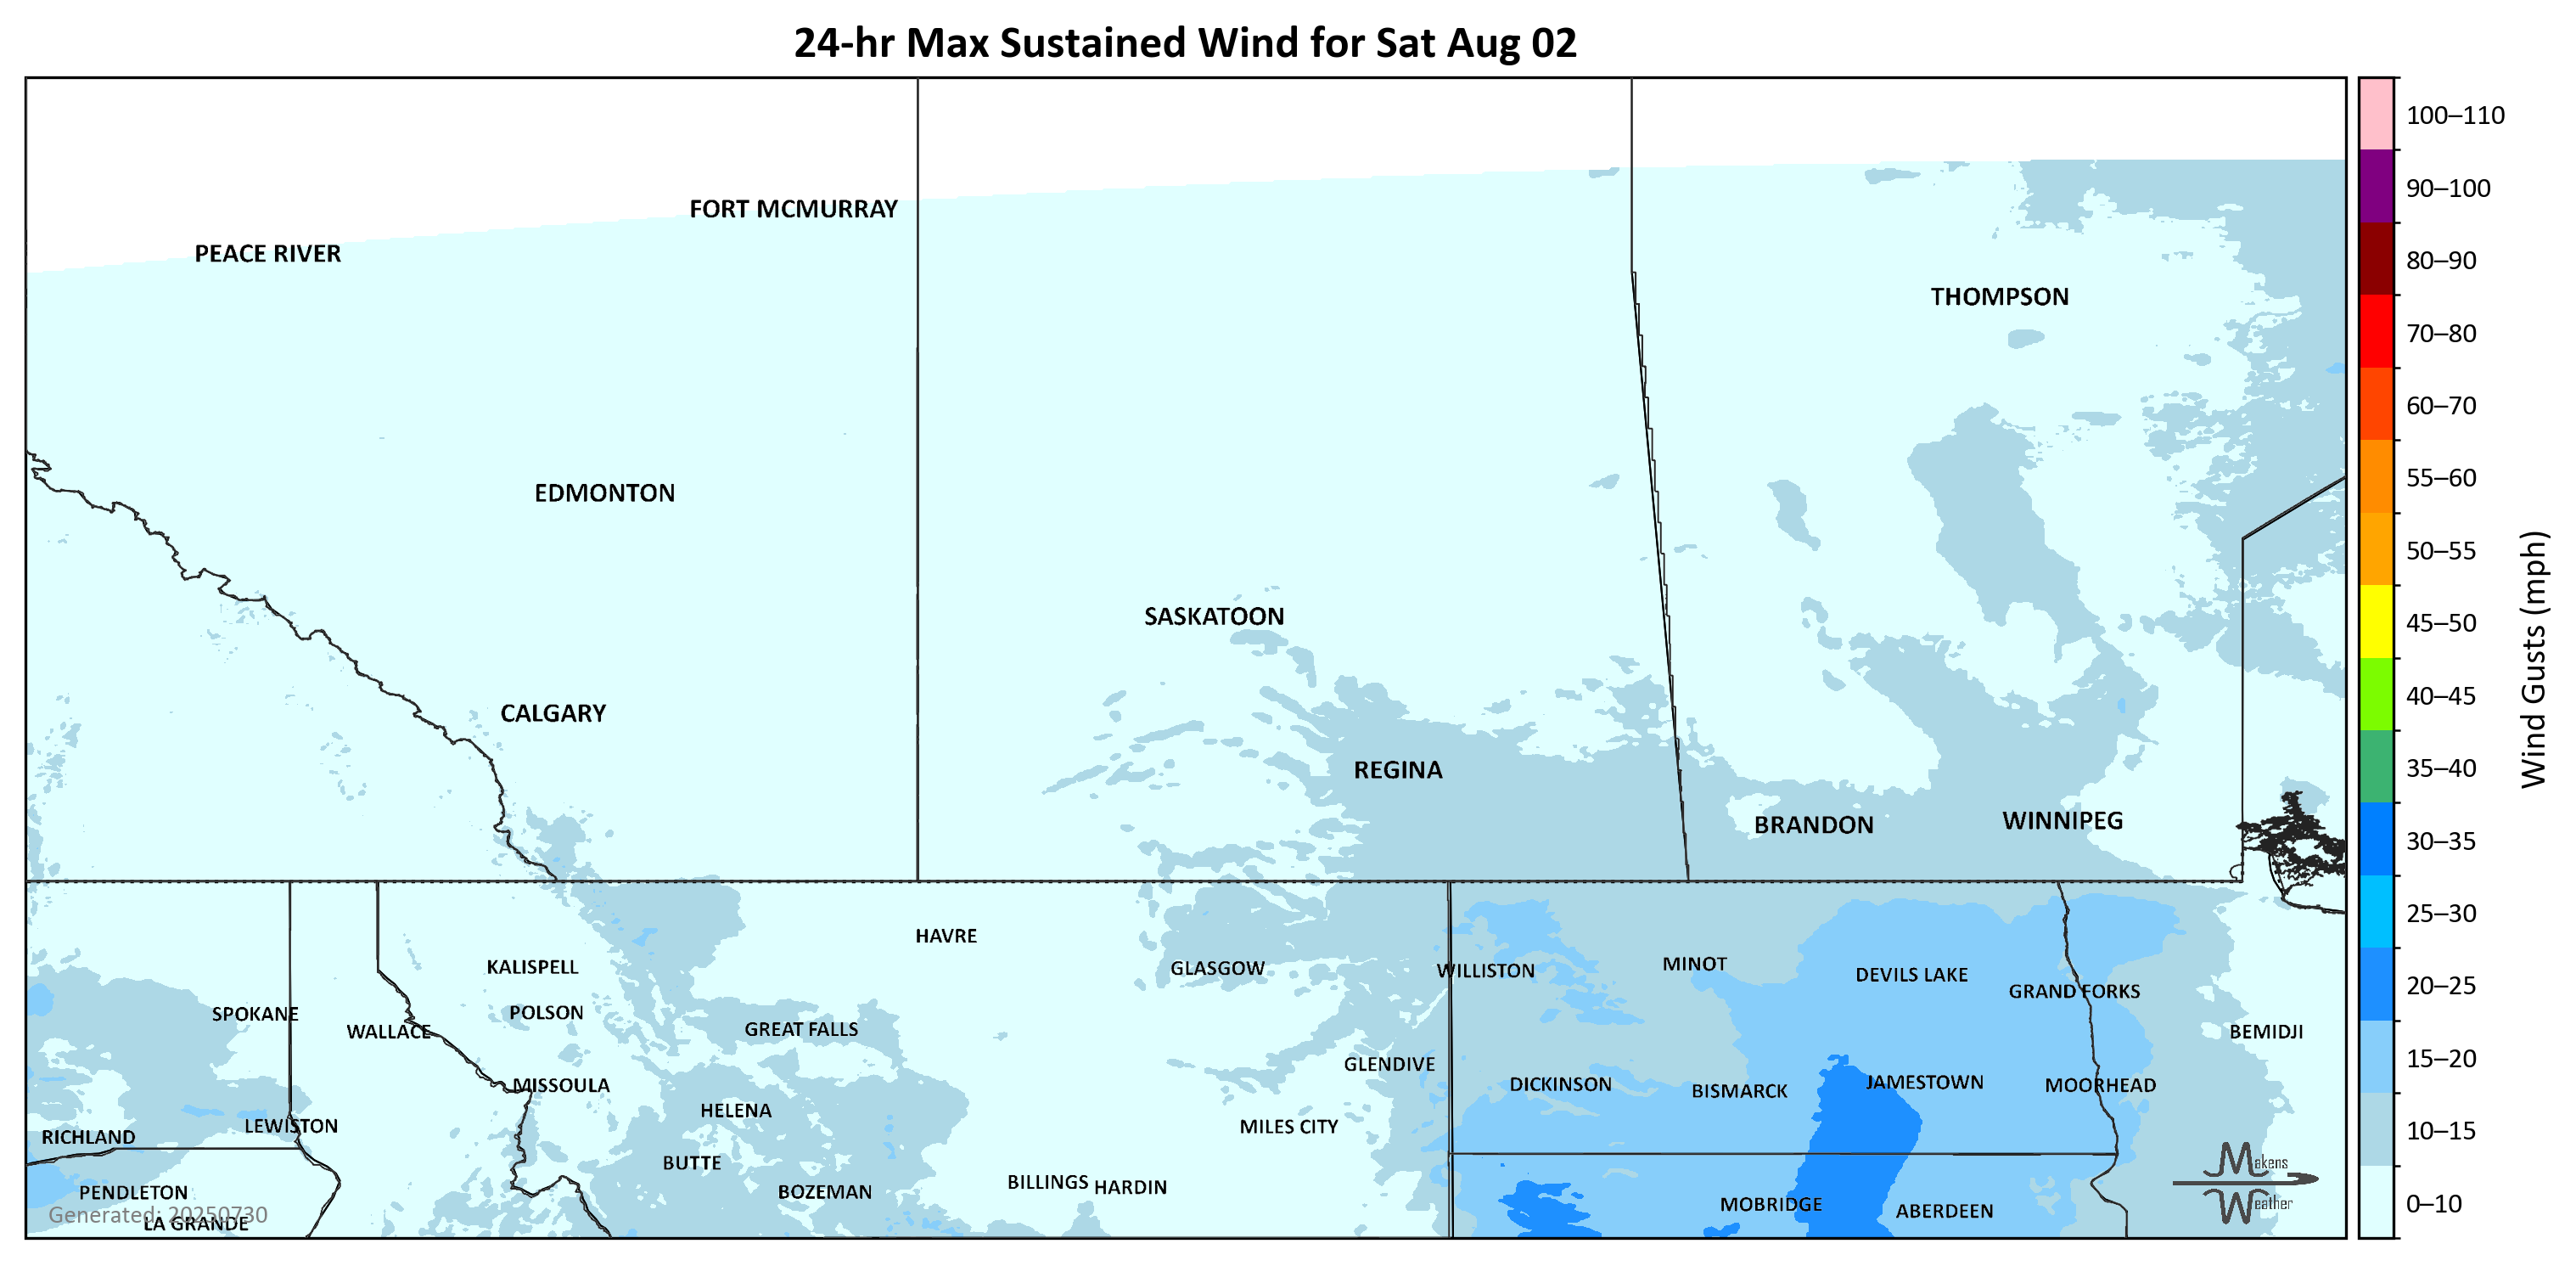 24-hr Max Sustained Wind for Sat Aug 02
100–110
90–100
80–90
70–80
60–70
55–60
50–55
45–50
40–45
35–40
30–35
25–30
20–25
15–20
10–15
0–10
Wind Gusts (mph)
FORT MCMURRAY
PEACE RIVER
THOMPSON
EDMONTON
SASKATOON
CALGARY
REGINA
BRANDON
WINNIPEG
HAVRE
KALISPELL
GLASGOW
WILLISTON
MINOT
DEVILS LAKE
GRAND FORKS
SPOKANE
POLSON
WALLACE
GREAT FALLS
BEMIDJI
GLENDIVE
MISSOULA
DICKINSON
BISMARCK
JAMESTOWN
MOORHEAD
HELENA
LEWISTON
MILES CITY
RICHLAND
BUTTE
PENDLETON
BOZEMAN
BILLINGS
HARDIN
MOBRIDGE
ABERDEEN
Generated: 20250730
LA GRANDE
Makens
Weather